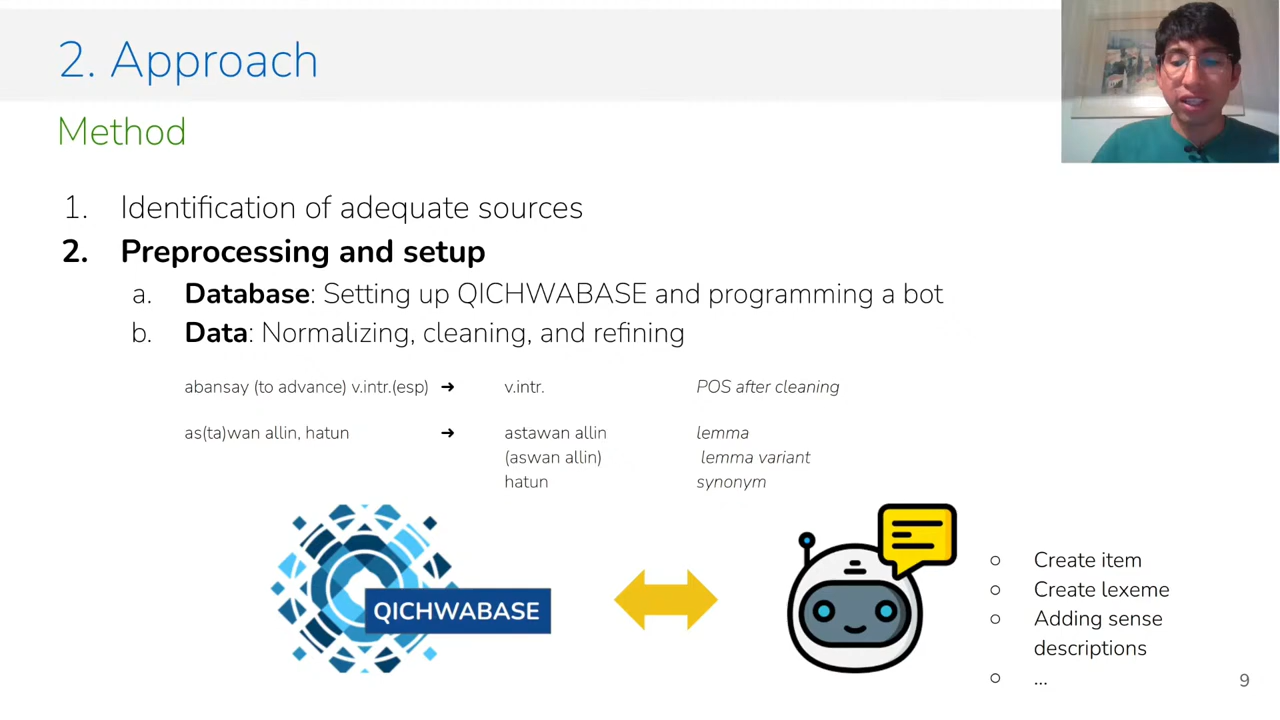 2. Approach
Method
1. Identification of adequate sources
2. Preprocessing and setup
a. Database: Setting up QICHWABASE and programming a bot
b. Data: Normalizing, cleaning, and refining
abansay (to advance) v.intr.(esp) ➜ v.intr. POS after cleaning
as(ta)wan allin, hatun ➜ astawan allin lemma
(aswan allin) lemma variant
hatun synonym
QICHWABASE
○ Create item
○ Create lexeme
○ Adding sense
descriptions
○ ...
9